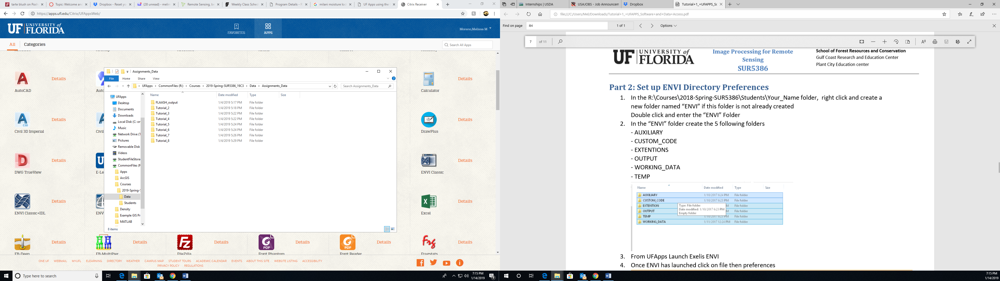 tarte blush on Posh
Topic: Welcome and
Dropbox - Reset yo
(28 unread) - melim
Remote Sensing, bo
Weekly Class Sched
Program Details - R
milani moisture loc
UF Apps using the
Citrix Receiver
https://apps.ufl.edu/Citrix/UFAppsWeb/
UF UNIVERSITY of FLORIDA
FAVORITES
APPS
Moreno,Melissa M
All Categories
Search All Apps
AutoCAD Details
Civil 3D Imperial Details
DWG TrueView Details
ENVI Classic+IDL Details
FB-Deep Details
FB-MultiPier Details
FileZilla Details
Foxit Phantom Details
Foxit Reader Details
Calculator Details
DrawPlus Details
ENVI Classic Details
Excel Details
Fragstats Details
Assignments_Data
File Home Share View
UFApps > CommonFiles (R:) > Courses > 2019-Spring-SUR5386_19C3 > Data > Assignments_Data
Search Assignments_Data
UFApps
Desktop
Documents
Downloads
Local Disk (C: or
Music
Network Drive (T
Pictures
Removable Disk
Videos
StudentFileStora
CommonFiles (F
Apps
ArcGIS
Courses
2019-Spring-S
Data
Students
Density
Example GIS Pr
MATLAB
Name Date modified Type Size
FLAASH_output 1/4/2019 5:17 PM File folder
Tutorial_2 1/4/2019 5:18 PM File folder
Tutorial_3 1/4/2019 5:22 PM File folder
Tutorial_4 1/4/2019 5:22 PM File folder
Tutorial_5 1/4/2019 5:24 PM File folder
Tutorial_6 1/4/2019 5:24 PM File folder
Tutorial_7 1/4/2019 5:26 PM File folder
Tutorial_8 1/4/2019 5:29 PM File folder
8 items
ONE.UF WEBMAIL MYUFL ELEARNING DIRECTORY WEATHER CAMPUS MAP STUDENT TOURS ACADEMIC CALENDAR EVENTS ABOUT THIS SITE WEBSITE LISTING ACCESSIBILITY
PRIVACY POLICY REGULATIONS
Type here to search
7:15 PM
1/14/2019
Internships | USDA
USAJOBS - Job Announcem
Dropbox
Tutorial+1_+UFAPPS_Sc
file:///C:/Users/Mel/Downloads/Tutorial+1_+UFAPPS_Software+and+Data+Access.pdf
Find on page itri 1 of 1 Options
7 of 11
UF UNIVERSITY of FLORIDA
Image Processing for Remote
Sensing
SUR5386
School of Forest Resources and Conservation
Gulf Coast Research and Education Center
Plant City Education center
Part 2: Set up ENVI Directory Preferences
1. In the R:\Courses\2018-Spring-SUR5386\Students\Your_Name folder, right click and create a
new folder named “ENVI” if this folder is not already created
Double click and enter the “ENVI” Folder
2. In the “ENVI” folder create the 5 following folders
- AUXILIARY
- CUSTOM_CODE
- EXTENTIONS
- OUTPUT
- WORKING_DATA
- TEMP
Name Date modified Type Size
AUXILIARY 1/10/2017 6:24 PM File folder
CUSTOM_CODE 1/10/2017 6:23 PM File folder
EXTENTION Type: File folder M File folder
OUTPUT Date modified: 1/10/2017 6:23 PM M File folder
Empty folder
TEMP 1/10/2017 6:23 PM File folder
WORKING_DATA 1/11/2017 12:24 PM File folder
3. From UFApps Launch Exelis ENVI
4. Once ENVI has launched click on file then preferences
7:15 PM
1/14/2019